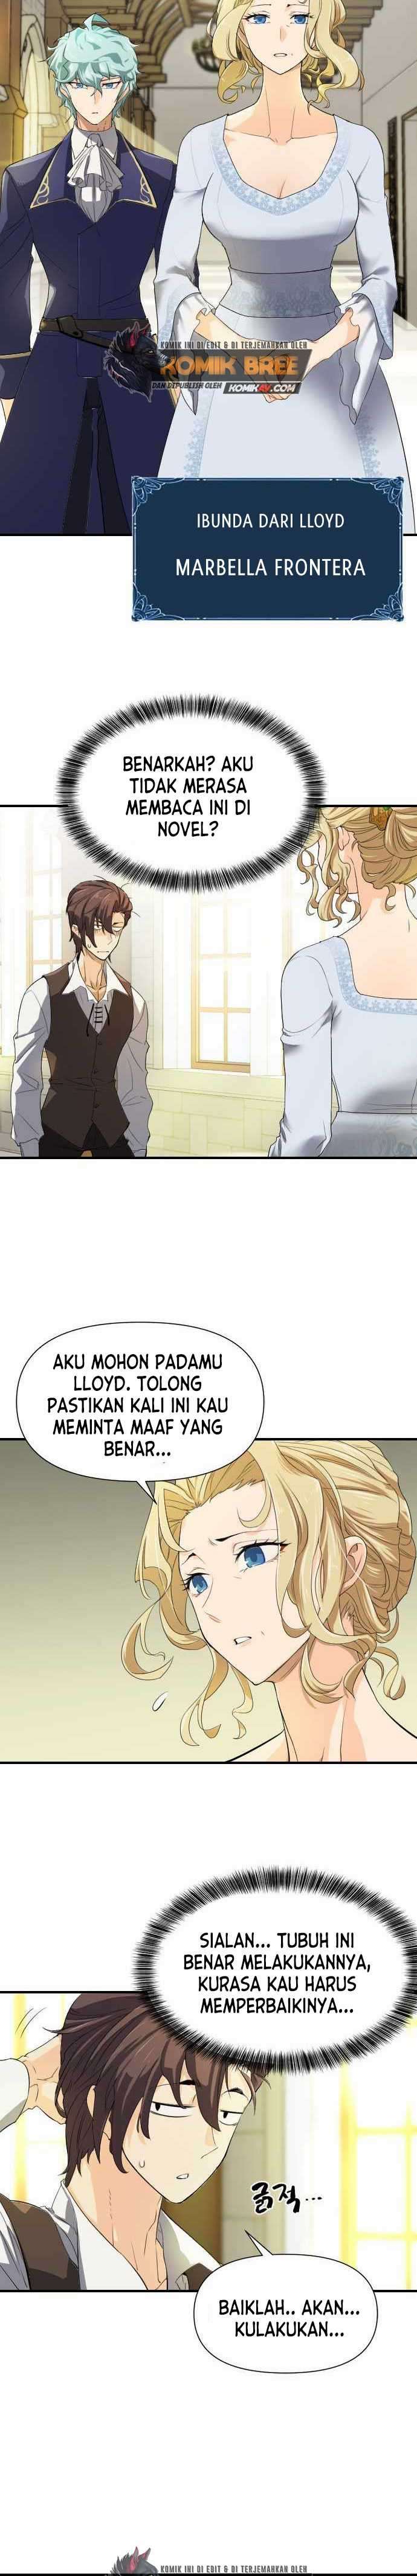 KOMIK INI DI EDIT & DI TERJEMAHKAN OLEH
KOMIK BREE
DAN DIPUBLISH OLEH KOMIKAV.COM
IBUNDA DARI LLOYD
MARBELLA FRONTERA
BENARKAH? AKU
TIDAK MERASA
MEMBACA INI DI
NOVEL?
AKU MOHON PADAMU
LLOYD. TOLONG
PASTIKAN KALI INI KAU
MEMINTA MAAF YANG
BENAR...
SIALAN... TUBUH INI
BENAR MELAKUKANNYA,
KURASA KAU HARUS
MEMPERBAIKINYA...
긁적...
BAIKLAH.. AKAN...
KULAKUKAN...
KOMIK INI DI EDIT & DI TERJEMAHKAN OLEH